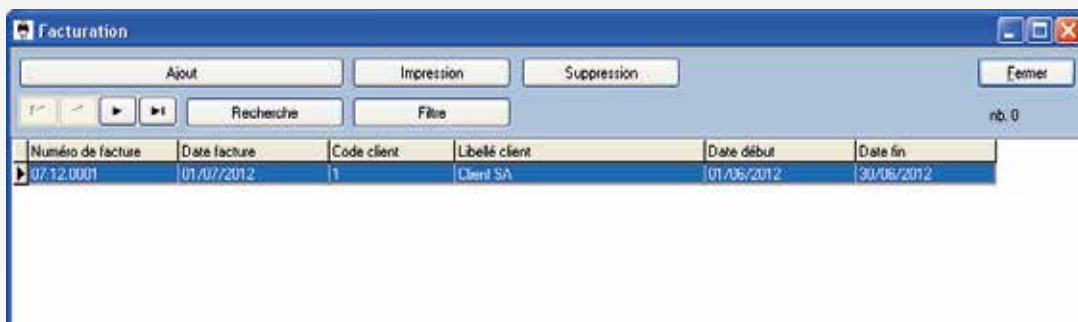 Facturation
Ajout Impression Suppression Fermer
Recherche Filtre nb. 0
Numéro de facture Date facture Code client Libellé client Date début Date fin
07.12.0001 01/07/2012 1 Client SA 01/06/2012 30/06/2012